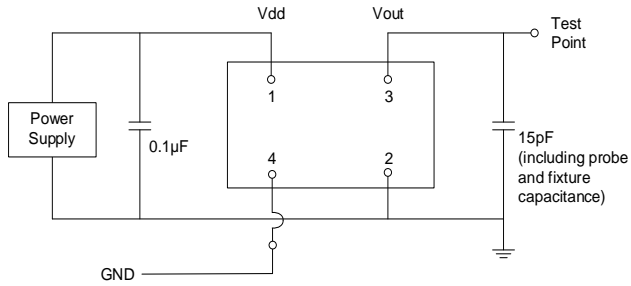 Vdd
Vout
Test
Point
1
3
Power
Supply
0.1µF
15pF
(including probe
and fixture
capacitance)
4
2
GND